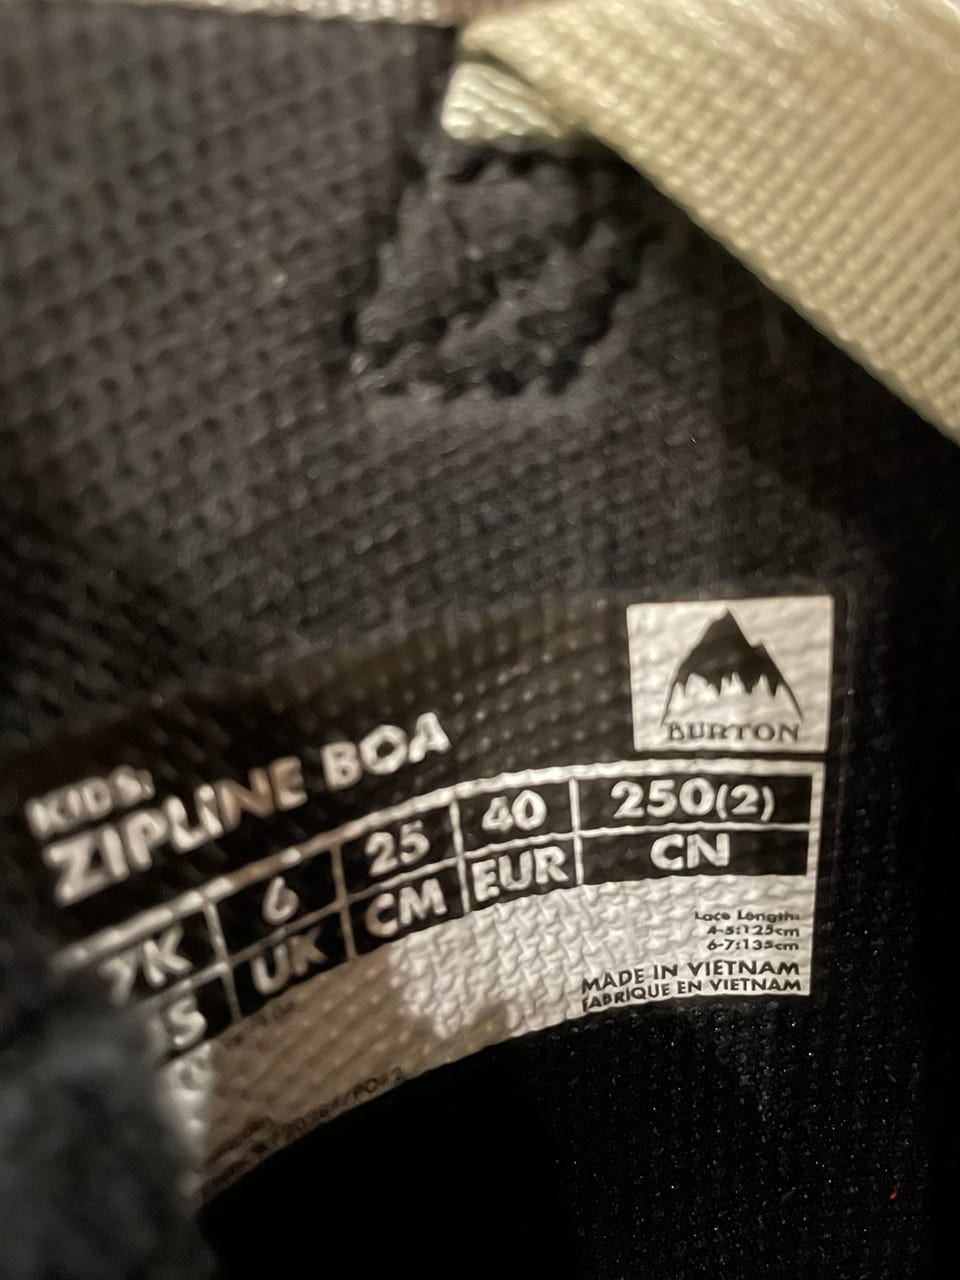 BURTON
KIDS'
ZIPLINE BOA
7K 6 25 40 250(2)
UK CM EUR CN
Lace Length:
4-5:125cm
6-7:135cm
MADE IN VIETNAM
FABRIQUE EN VIETNAM